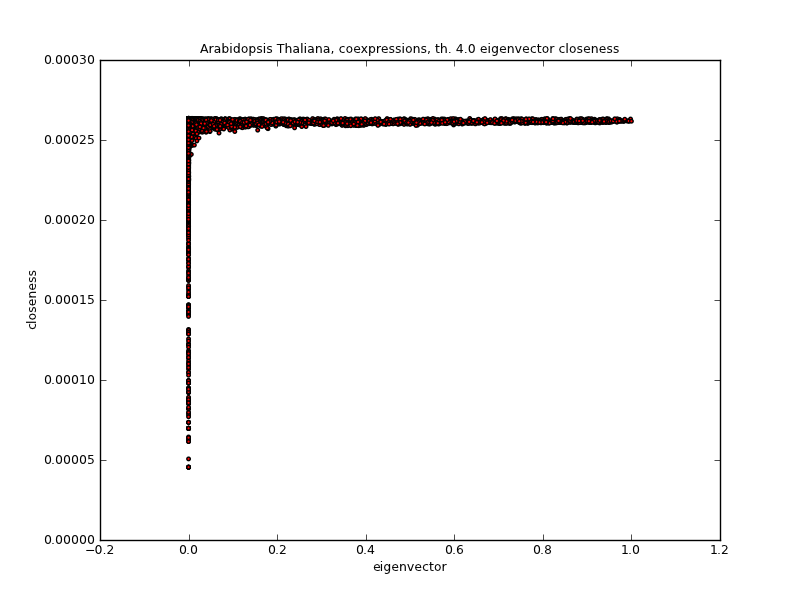 Arabidopsis Thaliana, coexpressions, th. 4.0 eigenvector closeness
0.00030
0.00025
0.00020
0.00015
0.00010
0.00005
0.00000
closeness
−0.2 0.0 0.2 0.4 0.6 0.8 1.0 1.2
eigenvector